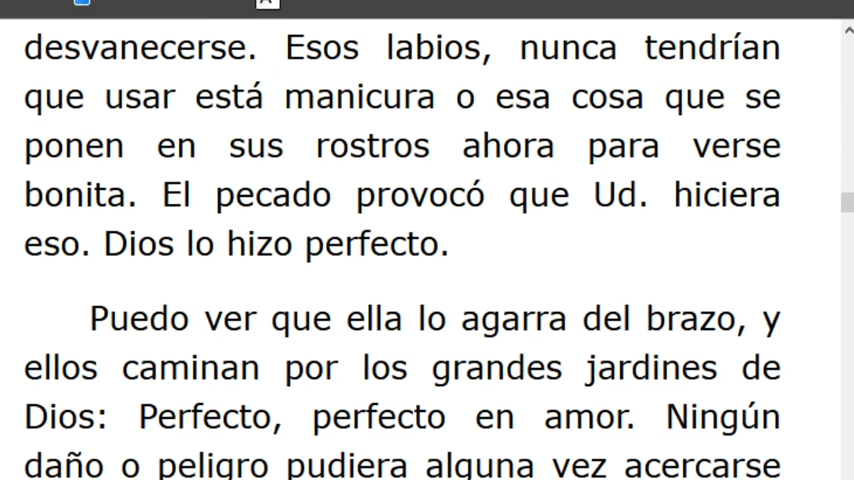 desvanecerse. Esos labios, nunca tendrían
que usar está manicura o esa cosa que se
ponen en sus rostros ahora para verse
bonita. El pecado provocó que Ud. hiciera
eso. Dios lo hizo perfecto.
Puedo ver que ella lo agarra del brazo, y
ellos caminan por los grandes jardines de
Dios: Perfecto, perfecto en amor. Ningún
daño o peligro pudiera alguna vez acercarse